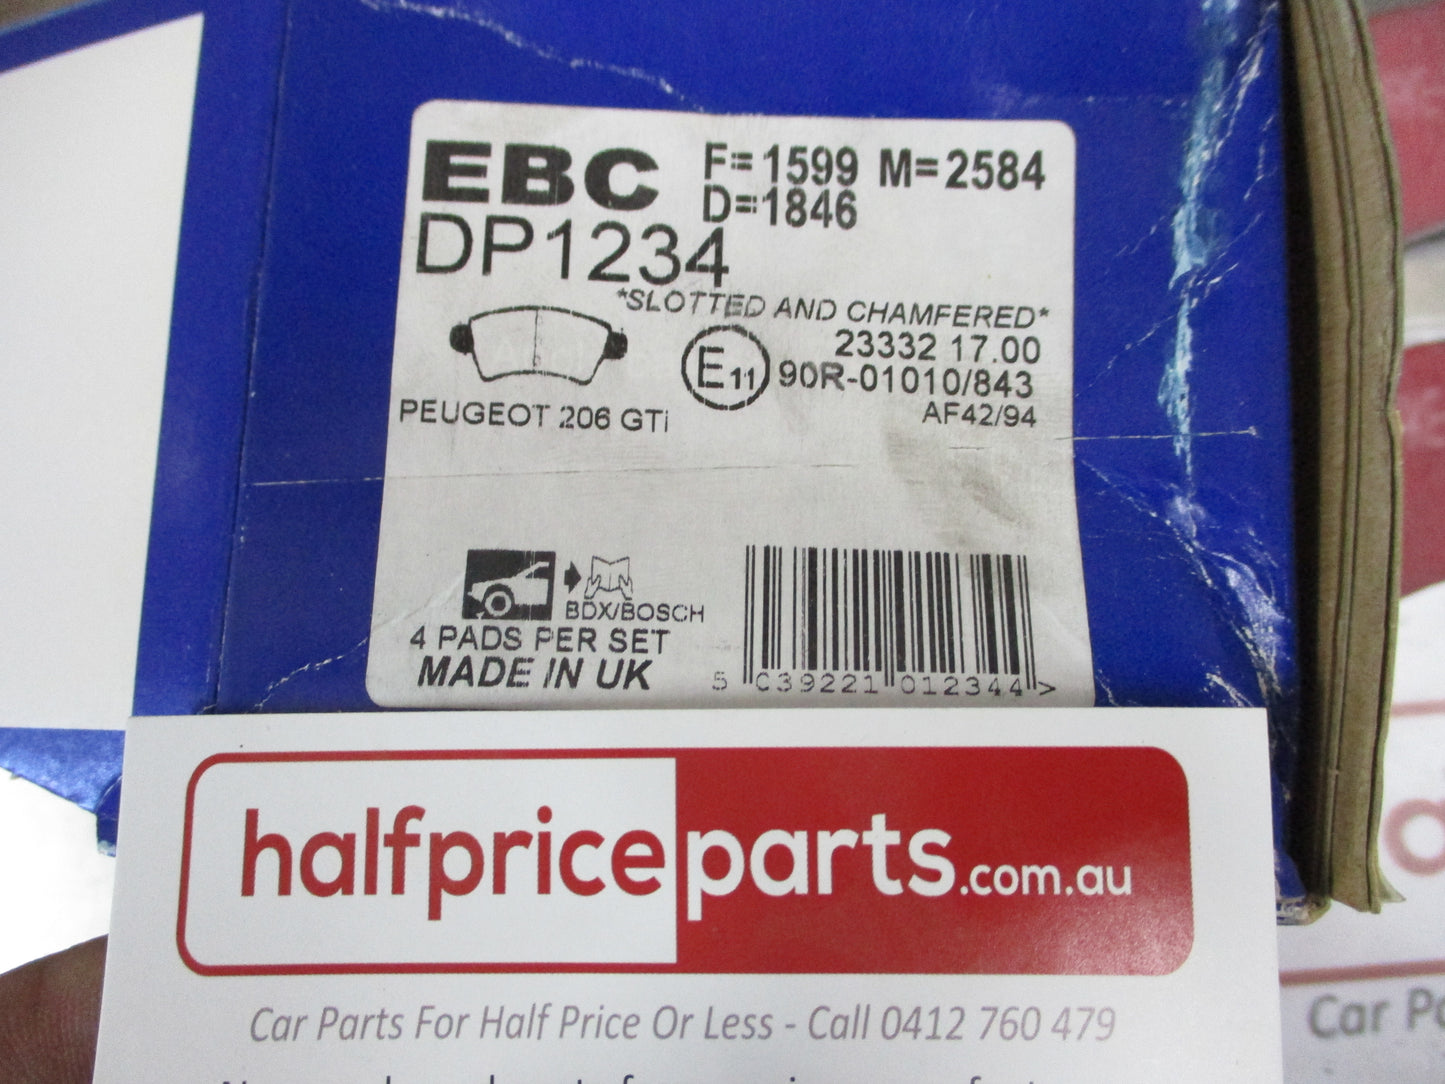 EBC F=1599 M=2584
D=1846
DP1234
*SLOTTED AND CHAMFERED*
23332 17.00
E11 90R-01010/843
AF42/94
PEUGEOT 206 GTi
BDX/BOSCH
4 PADS PER SET
MADE IN UK
5 039221 012344 >
halfpriceparts.com.au
Car Parts For Half Price Or Less - Call 0412 760 479
Car